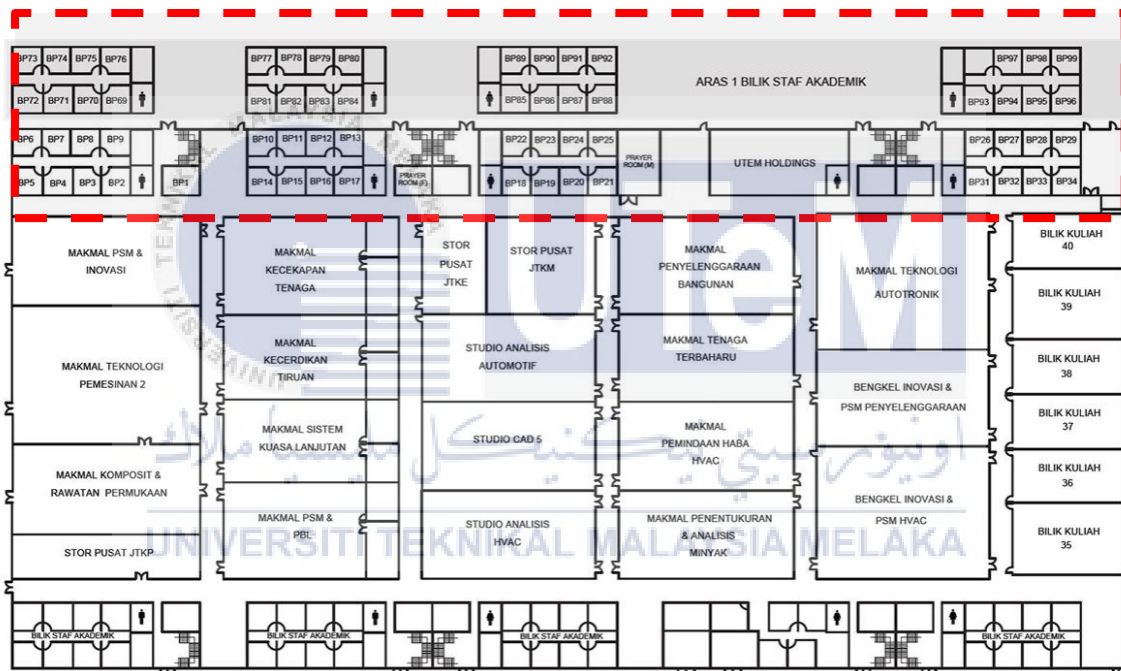 BP73 BP74 BP75 BP76
BP77 BP78 BP79 BP80
BP89 BP90 BP91 BP92
BP97 BP98 BP99
ARAS 1 BILIK STAF AKADEMIK
BP72 BP71 BP70 BP69
BP81 BP82 BP83 BP84
BP85 BP86 BP87 BP88
BP93 BP94 BP95 BP96
BP6 BP7 BP8 BP9
BP10 BP11 BP12 BP13
BP22 BP23 BP24 BP25
BP26 BP27 BP28 BP29
PRAYER
ROOM (M)
UTEM HOLDINGS
BP5 BP4 BP3 BP2
BP1
BP14 BP15 BP16 BP17
PRAYER
ROOM (F)
BP18 BP19 BP20 BP21
BP31 BP32 BP33 BP34
MAKMAL PSM &
INOVASI
MAKMAL
KECEKAPAN
TENAGA
STOR
PUSAT
JTKE
STOR PUSAT
JTKM
MAKMAL
PENYELENGGARAAN
BANGUNAN
MAKMAL TEKNOLOGI
AUTOTRONIK
BILIK KULIAH
40
BILIK KULIAH
39
MAKMAL TEKNOLOGI
PEMESINAN 2
MAKMAL
KECERDIKAN
TIRUAN
STUDIO ANALISIS
AUTOMOTIF
MAKMAL TENAGA
TERBAHARU
BENGKEL INOVASI &
PSM PENYELENGGARAAN
BILIK KULIAH
38
BILIK KULIAH
37
MAKMAL SISTEM
KUASA LANJUTAN
STUDIO CAD 5
MAKMAL
PEMINDAAN HABA
HVAC
BILIK KULIAH
36
MAKMAL KOMPOSIT &
RAWATAN PERMUKAAN
MAKMAL PSM &
PBL
STUDIO ANALISIS
HVAC
MAKMAL PENENTUKURAN
& ANALISIS
MINYAK
BENGKEL INOVASI &
PSM HVAC
BILIK KULIAH
35
STOR PUSAT JTKP
BILIK STAF AKADEMIK
BILIK STAF AKADEMIK
BILIK STAF AKADEMIK
BILIK STAF AKADEMIK
UNIVERSITI TEKNIKAL MALAYSIA MELAKA
UTeM
اونيۏرسيتي تيكنيكل مليسيا ملاك
UNIVERSITI TEKNIKAL MALAYSIA MELAKA